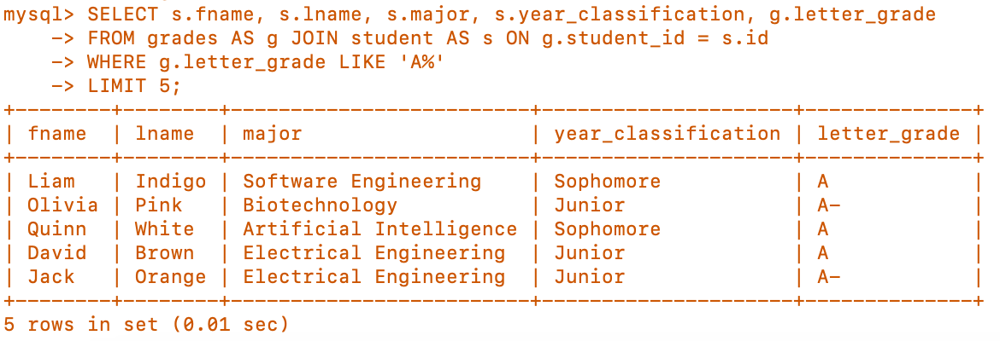 mysql> SELECT s.fname, s.lname, s.major, s.year_classification, g.letter_grade
    -> FROM grades AS g JOIN student AS s ON g.student_id = s.id
    -> WHERE g.letter_grade LIKE 'A%'
    -> LIMIT 5;
+--------+--------+-------------------------+---------------------+--------------+
| fname  | lname  | major                   | year_classification | letter_grade |
+--------+--------+-------------------------+---------------------+--------------+
| Liam   | Indigo | Software Engineering    | Sophomore           | A            |
| Olivia | Pink   | Biotechnology           | Junior              | A-           |
| Quinn  | White  | Artificial Intelligence | Sophomore           | A            |
| David  | Brown  | Electrical Engineering  | Junior              | A            |
| Jack   | Orange | Electrical Engineering  | Junior              | A-           |
+--------+--------+-------------------------+---------------------+--------------+
5 rows in set (0.01 sec)